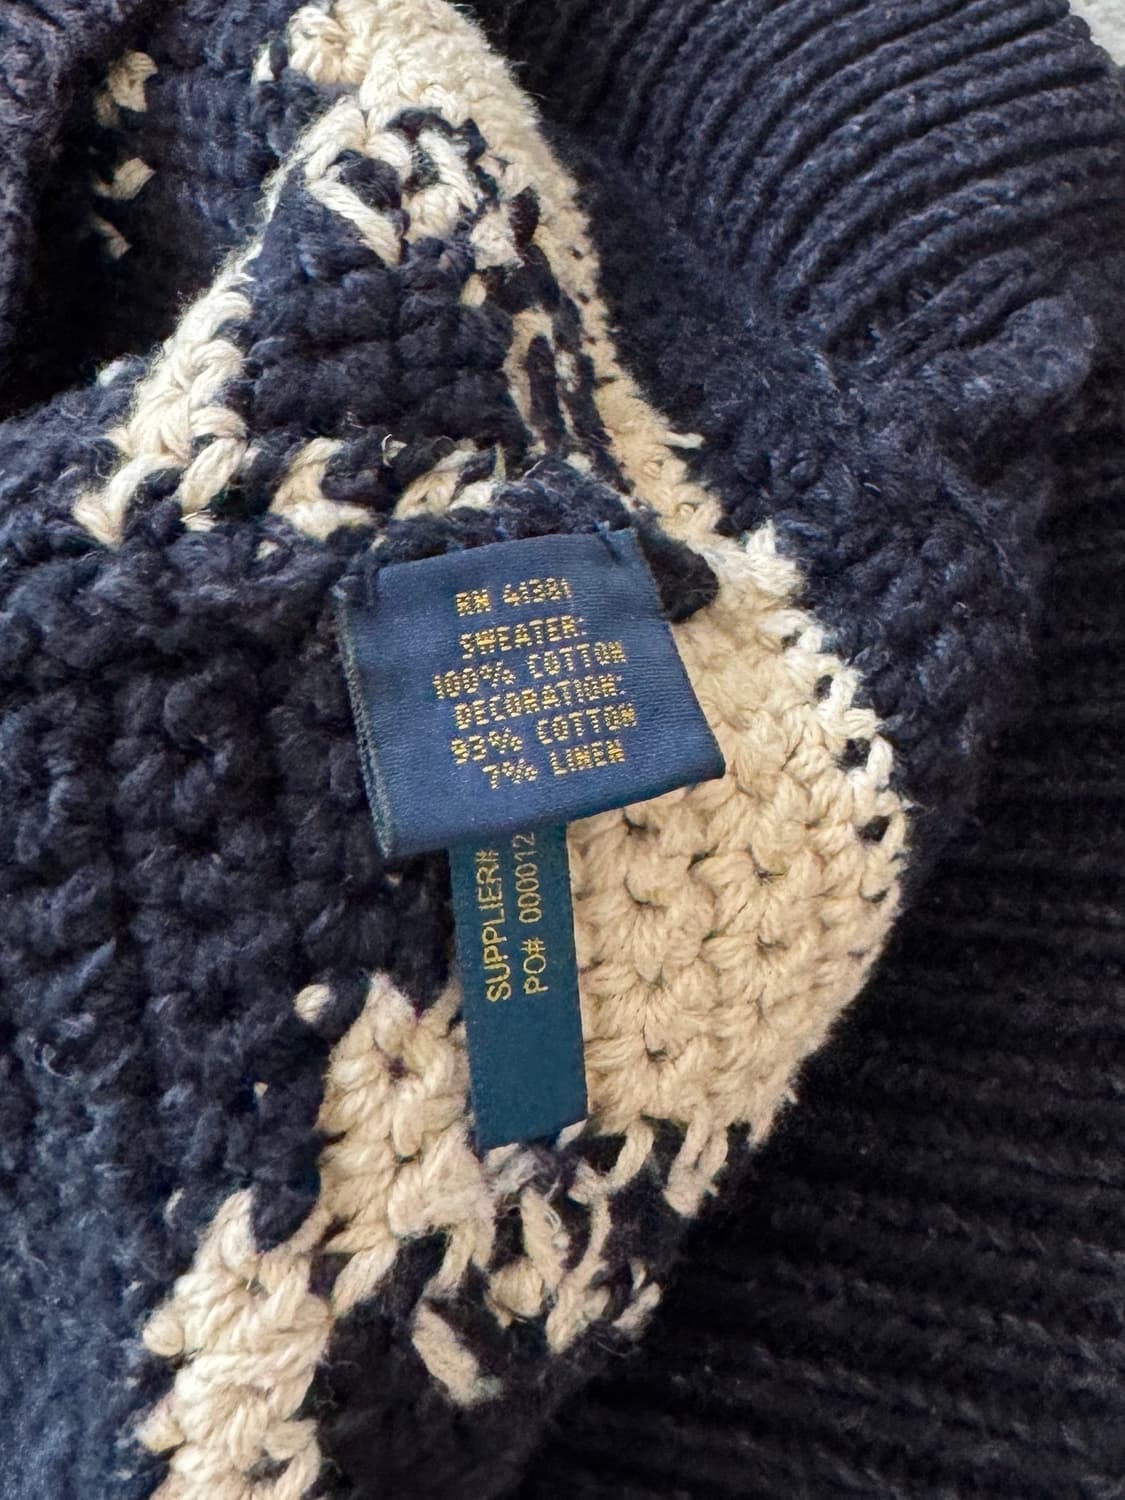 RN 41381
SWEATER:
100% COTTON
DECORATION:
93% COTTON
7% LINEN
SUPPLIER#
PO# 000012